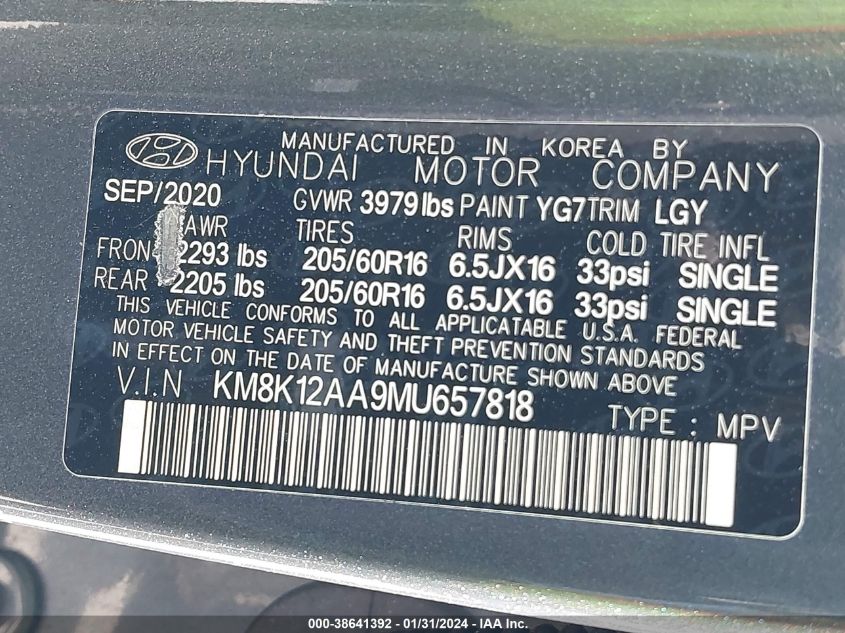 MANUFACTURED IN KOREA BY
HYUNDAI MOTOR COMPANY
SEP/2020 GVWR 3979 lbs PAINT YG7 TRIM LGY
AWR TIRES RIMS COLD TIRE INFL
FRON 2293 lbs 205/60R16 6.5JX16 33psi SINGLE
REAR 2205 lbs 205/60R16 6.5JX16 33psi SINGLE
THIS VEHICLE CONFORMS TO ALL APPLICATABLE U.S.A. FEDERAL
MOTOR VEHICLE SAFETY AND THEFT PREVENTION STANDARDS
IN EFFECT ON THE DATE OF MANUFACTURE SHOWN ABOVE
V.I.N KM8K12AA9MU657818 TYPE : MPV
000-38641392 - 01/31/2024 - IAA Inc.